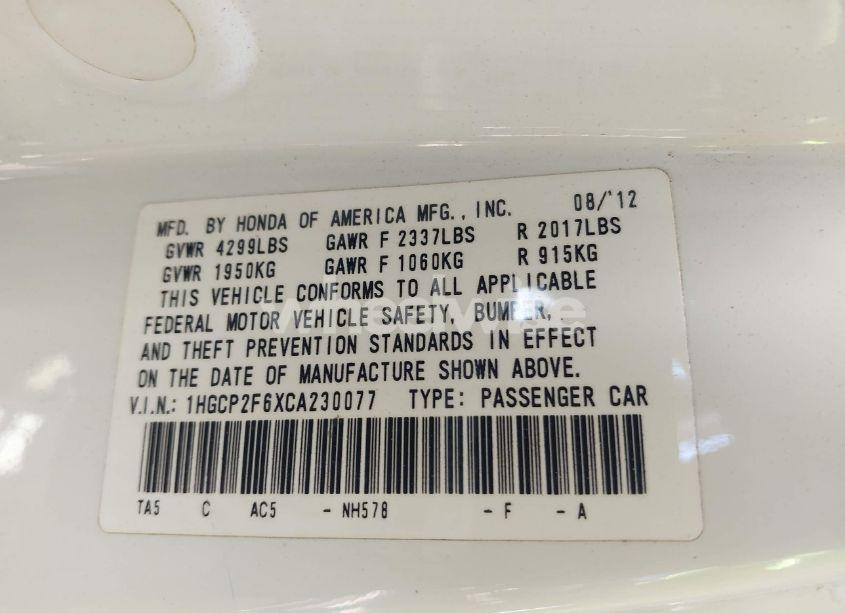 MFD. BY HONDA OF AMERICA MFG., INC. 08/'12
GVWR 4299LBS GAWR F 2337LBS R 2017LBS
GVWR 1950KG GAWR F 1060KG R 915KG
THIS VEHICLE CONFORMS TO ALL APPLICABLE
FEDERAL MOTOR VEHICLE SAFETY, BUMPER,
AND THEFT PREVENTION STANDARDS IN EFFECT
ON THE DATE OF MANUFACTURE SHOWN ABOVE.
V.I.N.: 1HGCP2F6XCA230077 TYPE: PASSENGER CAR
TA5 C AC5 - NH578 - F - A